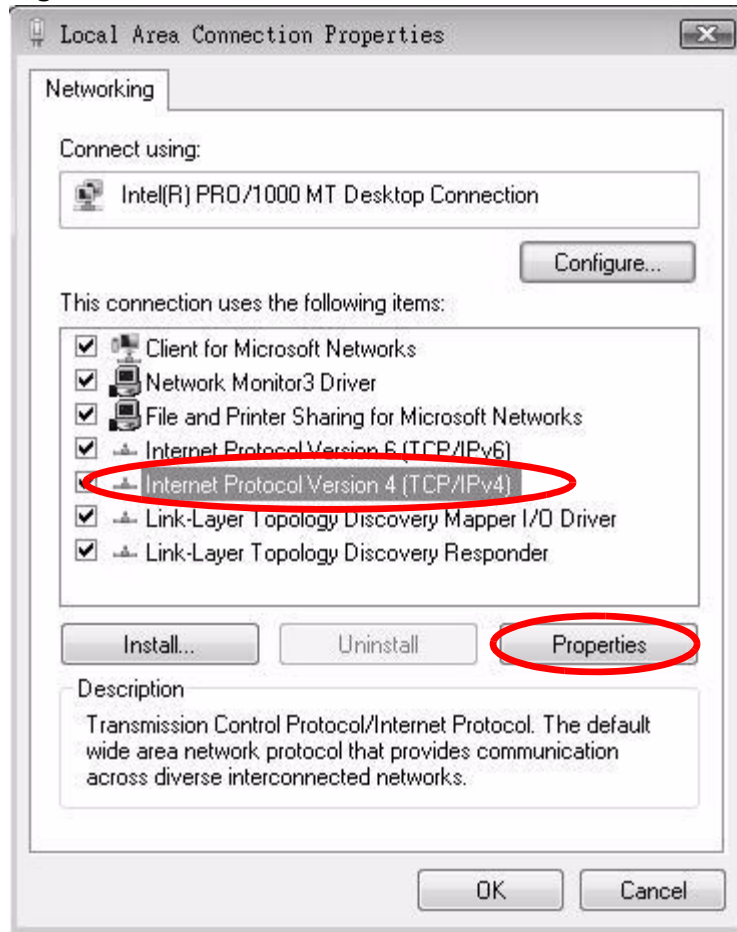 Local Area Connection Properties
Networking
Connect using:
Intel(R) PRO/1000 MT Desktop Connection
Configure...
This connection uses the following items:
Client for Microsoft Networks
Network Monitor3 Driver
File and Printer Sharing for Microsoft Networks
Internet Protocol Version 6 (TCP/IPv6)
Internet Protocol Version 4 (TCP/IPv4)
Link-Layer Topology Discovery Mapper I/O Driver
Link-Layer Topology Discovery Responder
Install...
Uninstall
Properties
Description
Transmission Control Protocol/Internet Protocol. The default
wide area network protocol that provides communication
across diverse interconnected networks.
OK
Cancel